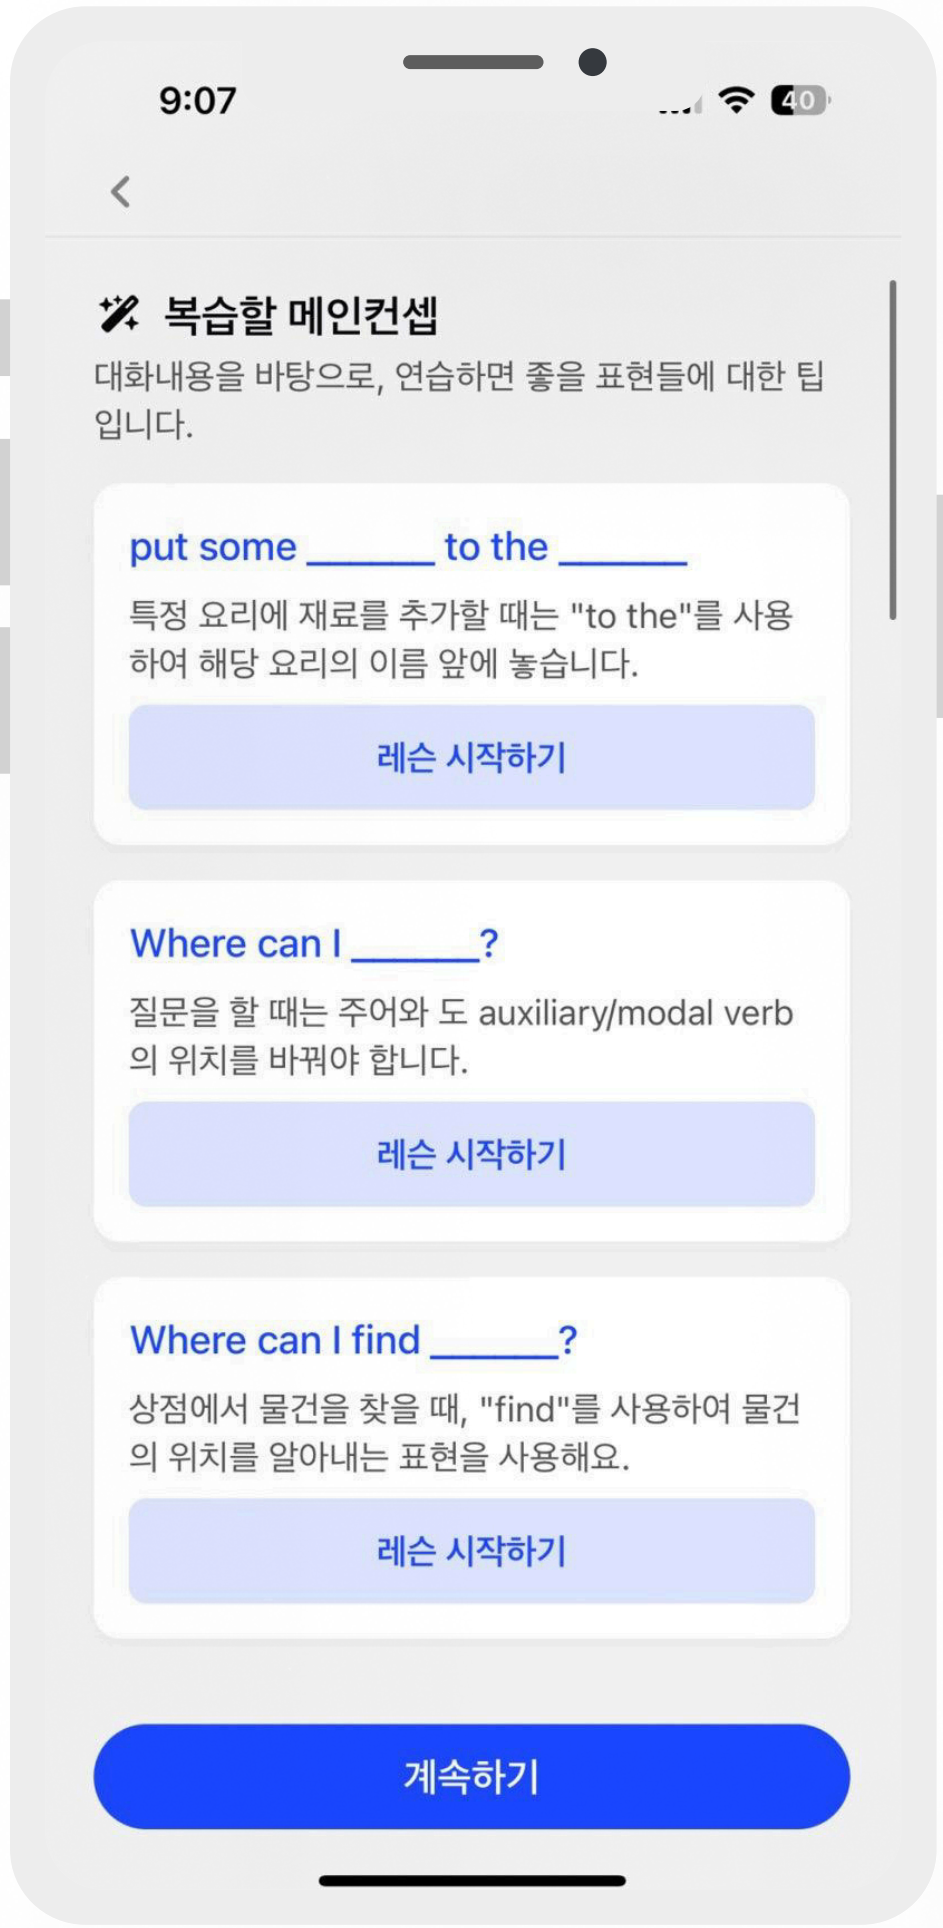 9:07
40
복습할 메인컨셉
대화내용을 바탕으로, 연습하면 좋을 표현들에 대한 팁
입니다.
put some ______ to the ______
특정 요리에 재료를 추가할 때는 "to the"를 사용
하여 해당 요리의 이름 앞에 놓습니다.
레슨 시작하기
Where can I ______?
질문을 할 때는 주어와 도 auxiliary/modal verb
의 위치를 바꿔야 합니다.
레슨 시작하기
Where can I find ______?
상점에서 물건을 찾을 때, "find"를 사용하여 물건
의 위치를 알아내는 표현을 사용해요.
레슨 시작하기
계속하기